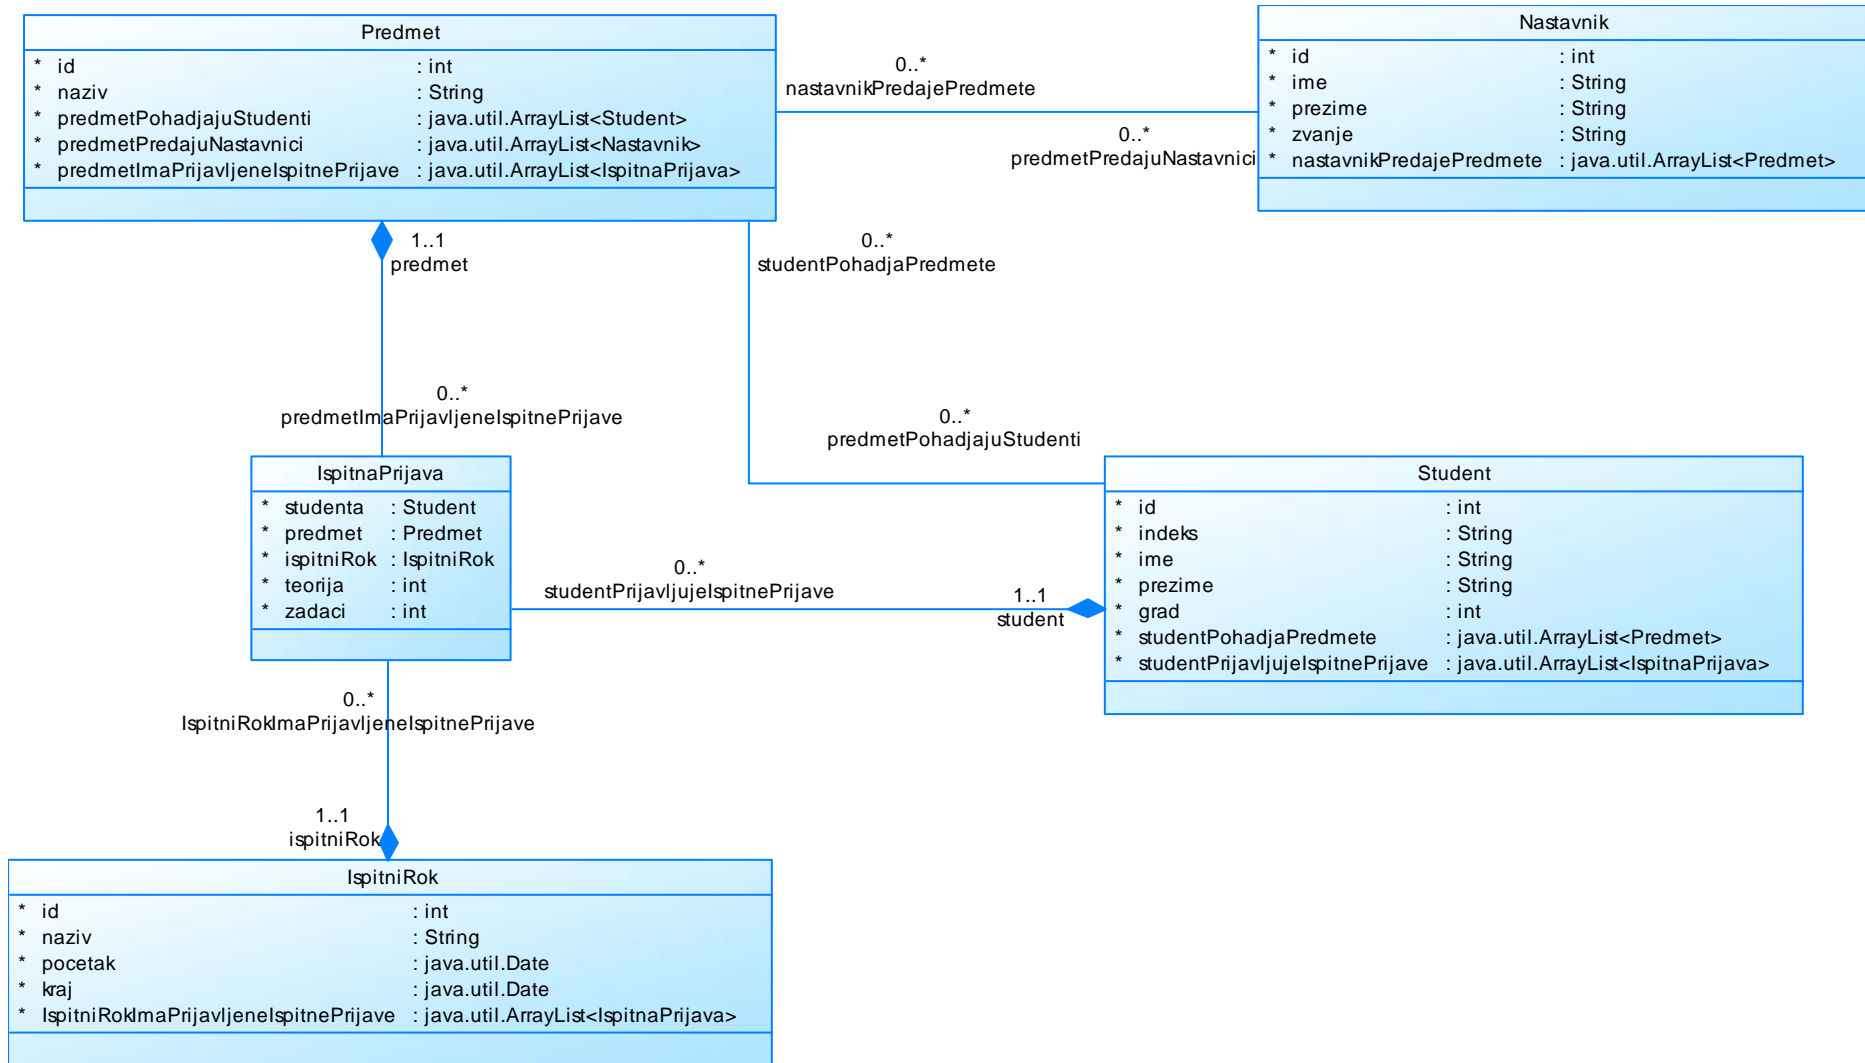 Predmet
* id : int
* naziv : String
* predmetPohadjajuStudenti : java.util.ArrayList<Student>
* predmetPredajuNastavnici : java.util.ArrayList<Nastavnik>
* predmetImaPrijavljeneIspitnePrijave : java.util.ArrayList<IspitnaPrijava>
0..*
nastavnikPredajePredmete
0..*
predmetPredajuNastavnici
Nastavnik
* id : int
* ime : String
* prezime : String
* zvanje : String
* nastavnikPredajePredmete : java.util.ArrayList<Predmet>
1..1
predmet
0..*
studentPohadjaPredmete
0..*
predmetImaPrijavljeneIspitnePrijave
0..*
predmetPohadjajuStudenti
IspitnaPrijava
* studenta : Student
* predmet : Predmet
* ispitniRok : IspitniRok
* teorija : int
* zadaci : int
0..*
studentPrijavljujeIspitnePrijave
1..1
student
Student
* id : int
* indeks : String
* ime : String
* prezime : String
* grad : int
* studentPohadjaPredmete : java.util.ArrayList<Predmet>
* studentPrijavljujeIspitnePrijave : java.util.ArrayList<IspitnaPrijava>
0..*
IspitniRokImaPrijavljeneIspitnePrijave
1..1
ispitniRok
IspitniRok
* id : int
* naziv : String
* pocetak : java.util.Date
* kraj : java.util.Date
* IspitniRokImaPrijavljeneIspitnePrijave : java.util.ArrayList<IspitnaPrijava>